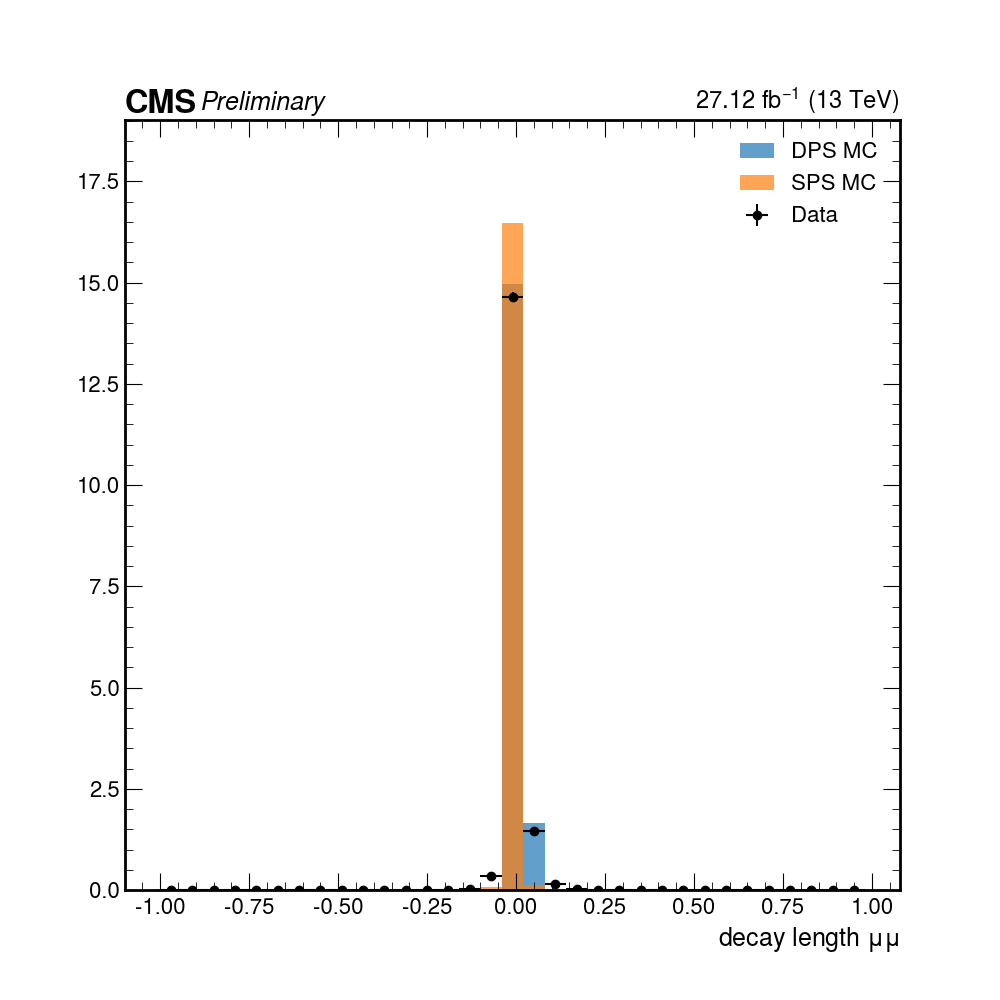 CMS Preliminary
27.12 fb⁻¹ (13 TeV)
DPS MC
SPS MC
Data
17.5
15.0
12.5
10.0
7.5
5.0
2.5
0.0
-1.00 -0.75 -0.50 -0.25 0.00 0.25 0.50 0.75 1.00
decay length μμ